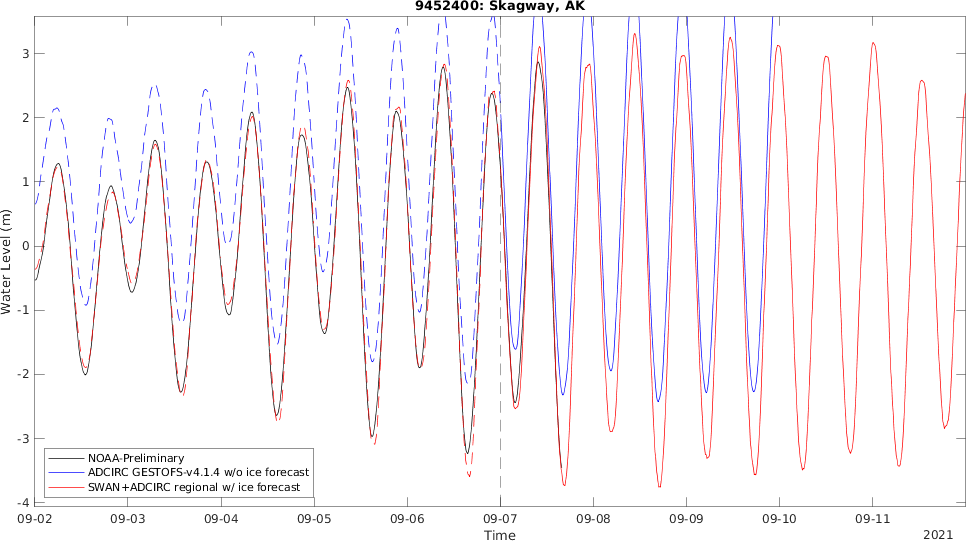 9452400: Skagway, AK
Water Level (m)
3
2
1
0
-1
-2
-3
-4
NOAA-Preliminary
ADCIRC GESTOFS-v4.1.4 w/o ice forecast
SWAN+ADCIRC regional w/ ice forecast
09-02 09-03 09-04 09-05 09-06 09-07 09-08 09-09 09-10 09-11
Time
2021